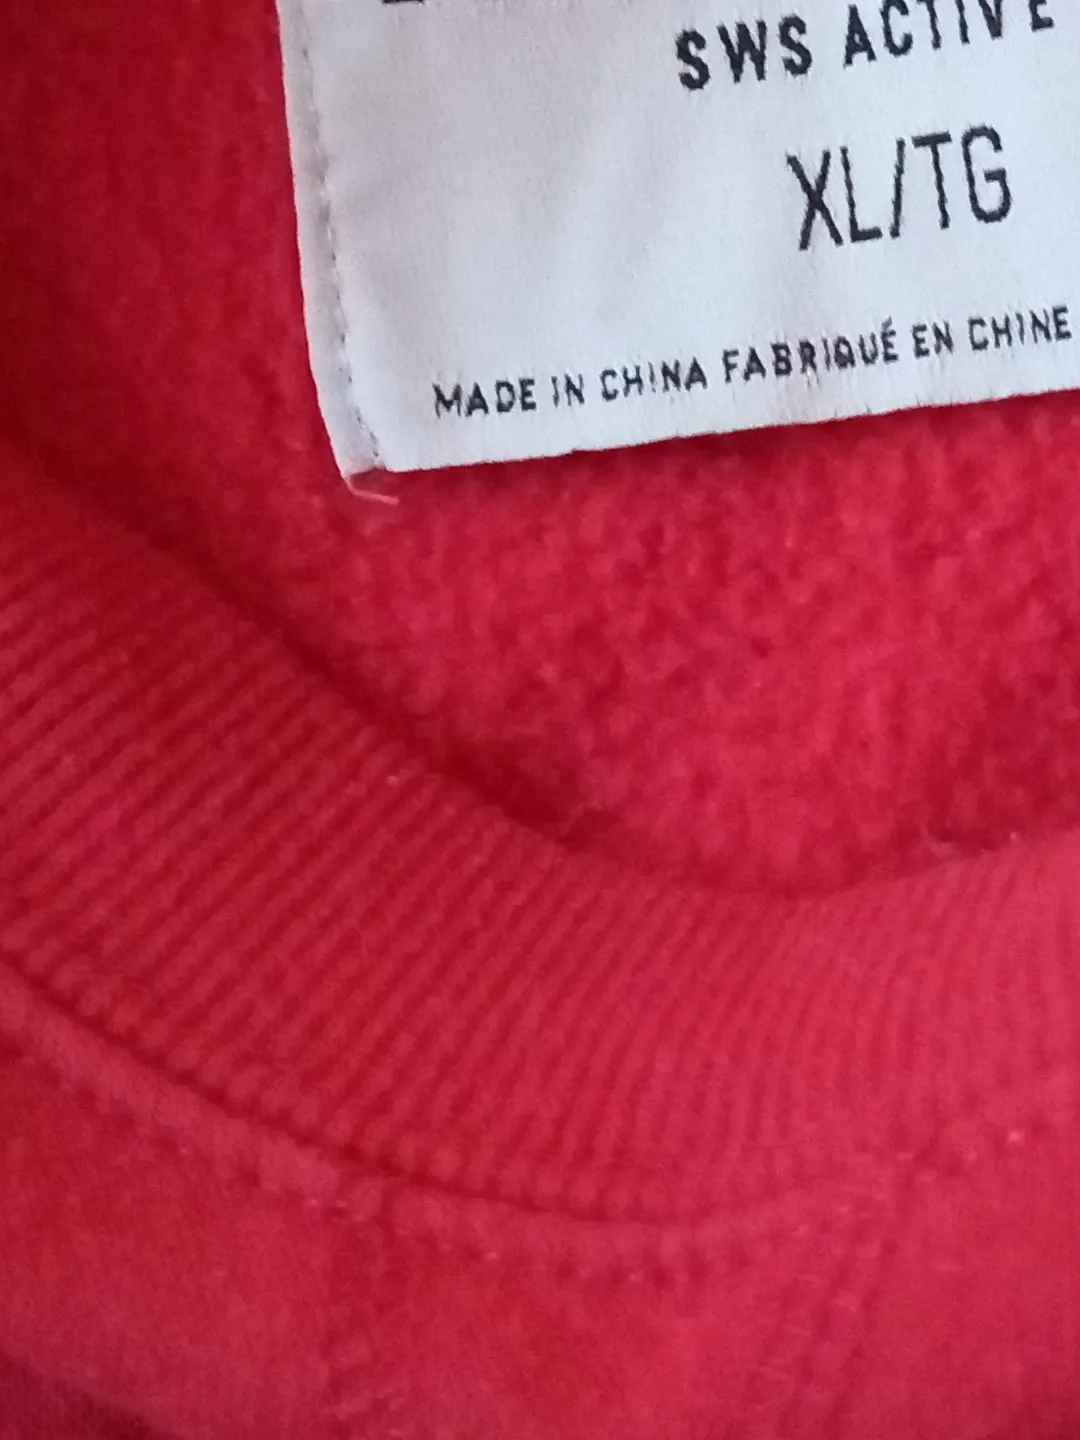 SWS ACTIVE
XL/TG
MADE IN CHINA FABRIQUÉ EN CHINE